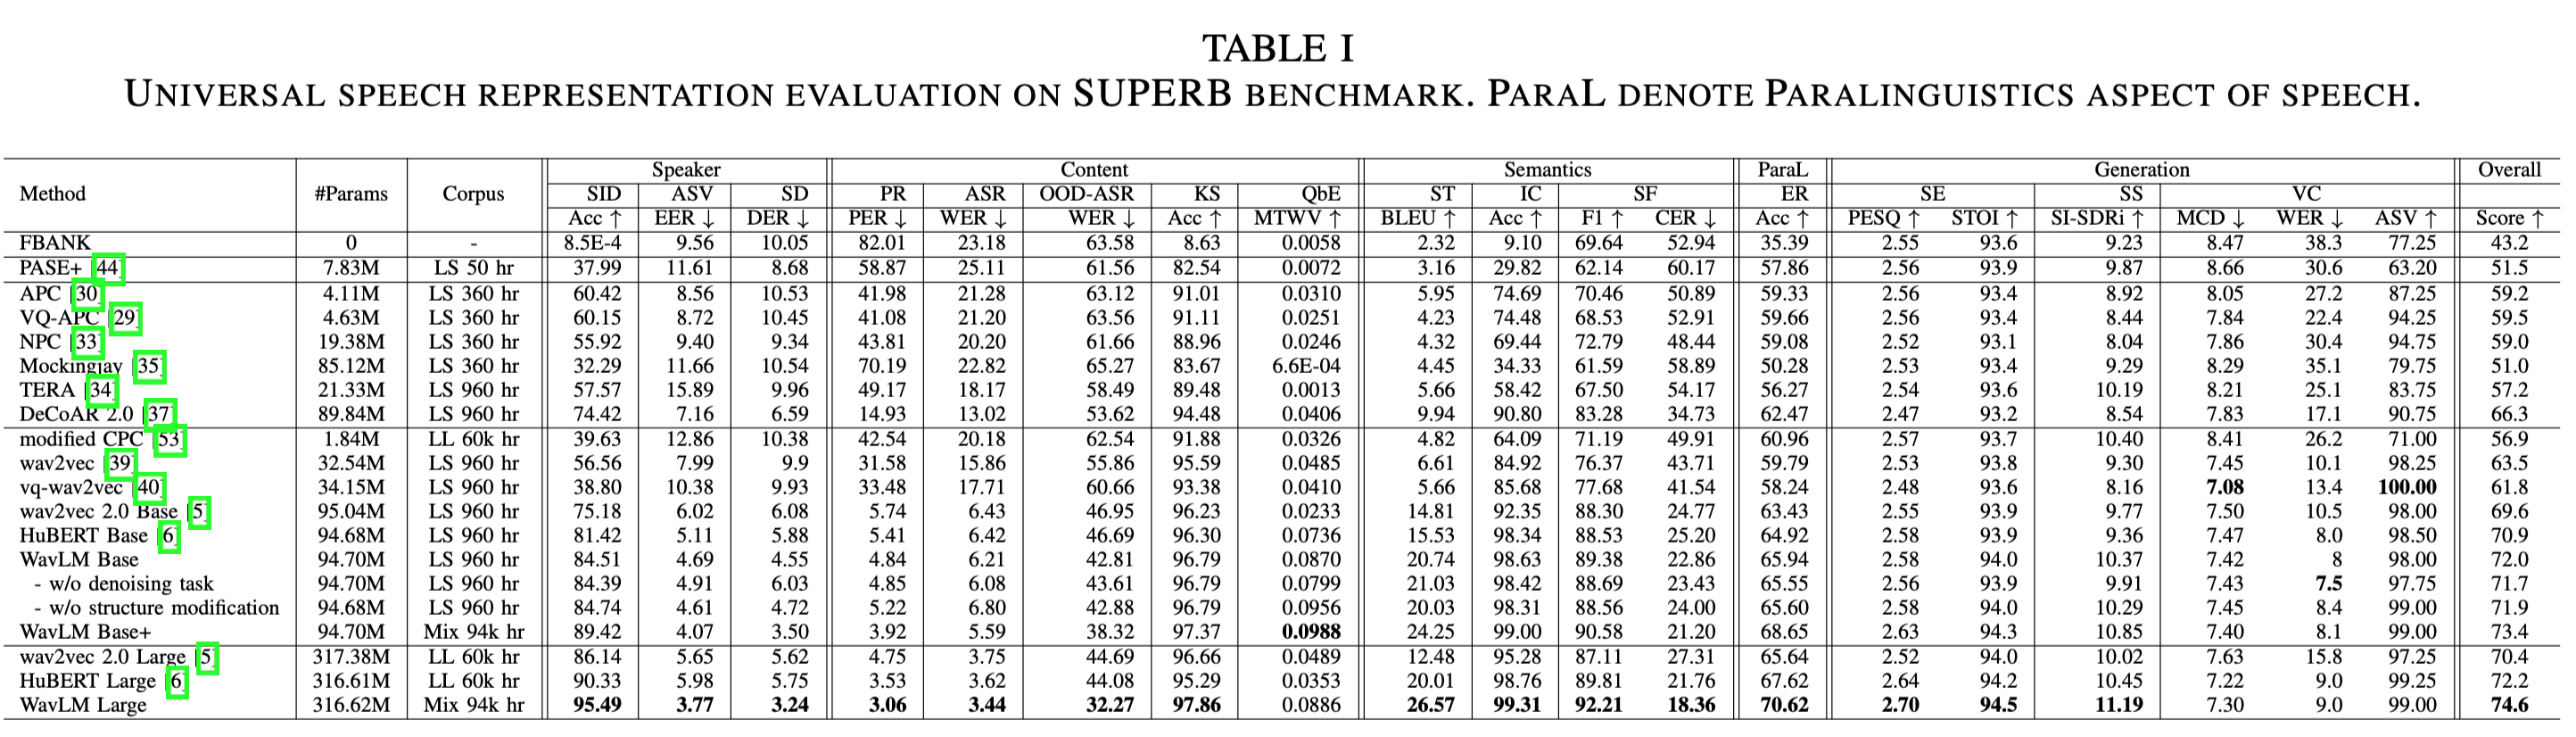 TABLE I
UNIVERSAL SPEECH REPRESENTATION EVALUATION ON SUPERB BENCHMARK. PARAL DENOTE PARALINGUISTICS ASPECT OF SPEECH.
Method #Params Corpus Speaker Content Semantics ParaL Generation Overall
SID ASV SD PR ASR OOD-ASR KS QbE ST IC SF ER SE SS VC
Acc ↑ EER ↓ DER ↓ PER ↓ WER ↓ WER ↓ Acc ↑ MTWV ↑ BLEU ↑ Acc ↑ F1 ↑ CER ↓ Acc ↑ PESQ ↑ STOI ↑ SI-SDRi ↑ MCD ↓ WER ↓ ASV ↑ Score ↑
FBANK 0 - 8.5E-4 9.56 10.05 82.01 23.18 63.58 8.63 0.0058 2.32 9.10 69.64 52.94 35.39 2.55 93.6 9.23 8.47 38.3 77.25 43.2
PASE+ [44] 7.83M LS 50 hr 37.99 11.61 8.68 58.87 25.11 61.56 82.54 0.0072 3.16 29.82 62.14 60.17 57.86 2.56 93.9 9.87 8.66 30.6 63.20 51.5
APC [30] 4.11M LS 360 hr 60.42 8.56 10.53 41.98 21.28 63.12 91.01 0.0310 5.95 74.69 70.46 50.89 59.33 2.56 93.4 8.92 8.05 27.2 87.25 59.2
VQ-APC [29] 4.63M LS 360 hr 60.15 8.72 10.45 41.08 21.20 63.56 91.11 0.0251 4.23 74.48 68.53 52.91 59.66 2.56 93.4 8.44 7.84 22.4 94.25 59.5
NPC [33] 19.38M LS 360 hr 55.92 9.40 9.34 43.81 20.20 61.66 88.96 0.0246 4.32 69.44 72.79 48.44 59.08 2.52 93.1 8.04 7.86 30.4 94.75 59.0
Mockingjay [35] 85.12M LS 360 hr 32.29 11.66 10.54 70.19 22.82 65.27 83.67 6.6E-04 4.45 34.33 61.59 58.89 50.28 2.53 93.4 9.29 8.29 35.1 79.75 51.0
TERA [34] 21.33M LS 960 hr 57.57 15.89 9.96 49.17 18.17 58.49 89.48 0.0013 5.66 58.42 67.50 54.17 56.27 2.54 93.6 10.19 8.21 25.1 83.75 57.2
DeCoAR 2.0 [37] 89.84M LS 960 hr 74.42 7.16 6.59 14.93 13.02 53.62 94.48 0.0406 9.94 90.80 83.28 34.73 62.47 2.47 93.2 8.54 7.83 17.1 90.75 66.3
modified CPC [53] 1.84M LL 60k hr 39.63 12.86 10.38 42.54 20.18 62.54 91.88 0.0326 4.82 64.09 71.19 49.91 60.96 2.57 93.7 10.40 8.41 26.2 71.00 56.9
wav2vec [39] 32.54M LS 960 hr 56.56 7.99 9.9 31.58 15.86 55.86 95.59 0.0485 6.61 84.92 76.37 43.71 59.79 2.53 93.8 9.30 7.45 10.1 98.25 63.5
vq-wav2vec [40] 34.15M LS 960 hr 38.80 10.38 9.93 33.48 17.71 60.66 93.38 0.0410 5.66 85.68 77.68 41.54 58.24 2.48 93.6 8.16 7.08 13.4 100.00 61.8
wav2vec 2.0 Base [5] 95.04M LS 960 hr 75.18 6.02 6.08 5.74 6.43 46.95 96.23 0.0233 14.81 92.35 88.30 24.77 63.43 2.55 93.9 9.77 7.50 10.5 98.00 69.6
HuBERT Base [6] 94.68M LS 960 hr 81.42 5.11 5.88 5.41 6.42 46.69 96.30 0.0736 15.53 98.34 88.53 25.20 64.92 2.58 93.9 9.36 7.47 8.0 98.50 70.9
WavLM Base 94.70M LS 960 hr 84.51 4.69 4.55 4.84 6.21 42.81 96.79 0.0870 20.74 98.63 89.38 22.86 65.94 2.58 94.0 10.37 7.42 8 98.00 72.0
- w/o denoising task 94.70M LS 960 hr 84.39 4.91 6.03 4.85 6.08 43.61 96.79 0.0799 21.03 98.42 88.69 23.43 65.55 2.56 93.9 9.91 7.43 7.5 97.75 71.7
- w/o structure modification 94.68M LS 960 hr 84.74 4.61 4.72 5.22 6.80 42.88 96.79 0.0956 20.03 98.31 88.56 24.00 65.60 2.58 94.0 10.29 7.45 8.4 99.00 71.9
WavLM Base+ 94.70M Mix 94k hr 89.42 4.07 3.50 3.92 5.59 38.32 97.37 0.0988 24.25 99.00 90.58 21.20 68.65 2.63 94.3 10.85 7.40 8.1 99.00 73.4
wav2vec 2.0 Large [5] 317.38M LL 60k hr 86.14 5.65 5.62 4.75 3.75 44.69 96.66 0.0489 12.48 95.28 87.11 27.31 65.64 2.52 94.0 10.02 7.63 15.8 97.25 70.4
HuBERT Large [6] 316.61M LL 60k hr 90.33 5.98 5.75 3.53 3.62 44.08 95.29 0.0353 20.01 98.76 89.81 21.76 67.62 2.64 94.2 10.45 7.22 9.0 99.25 72.2
WavLM Large 316.62M Mix 94k hr 95.49 3.77 3.24 3.06 3.44 32.27 97.86 0.0886 26.57 99.31 92.21 18.36 70.62 2.70 94.5 11.19 7.30 9.0 99.00 74.6